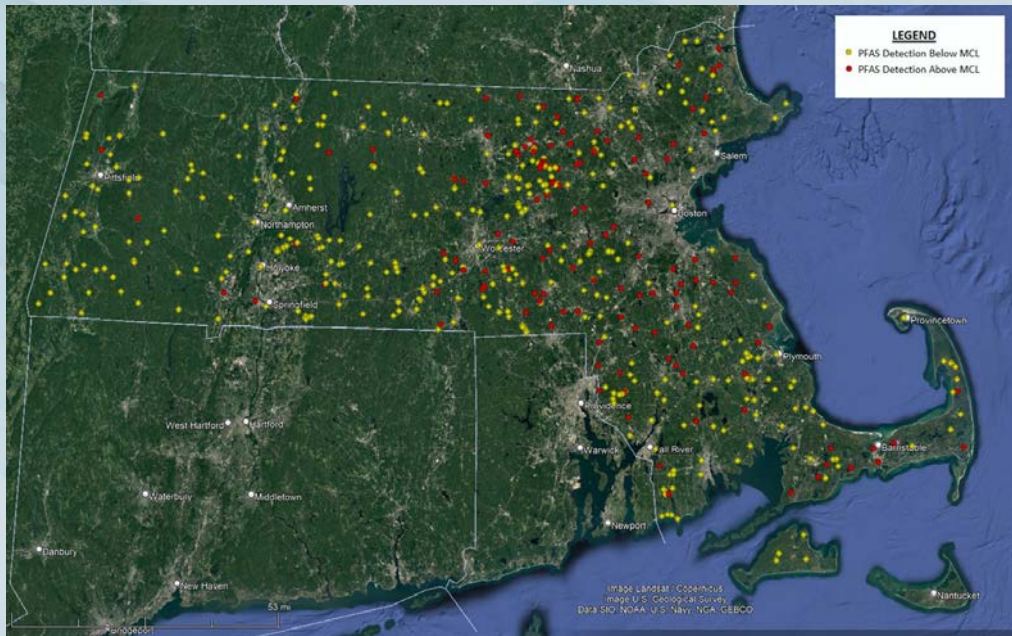 LEGEND
PFAS Detection Below MCL
PFAS Detection Above MCL
Nashua
Salem
Pittsfield
Boston
Amherst
Northampton
Worcester
Holyoke
Springfield
Provincetown
Plymouth
Providence
West Hartford
Hartford
Barnstable
Warwick
Fall River
Waterbury
Middletown
Newport
Danbury
New Haven
Nantucket
Image Landsat / Copernicus
Image U.S. Geological Survey
Data SIO, NOAA, U.S. Navy, NGA, GEBCO
53 mi
Bridgeport